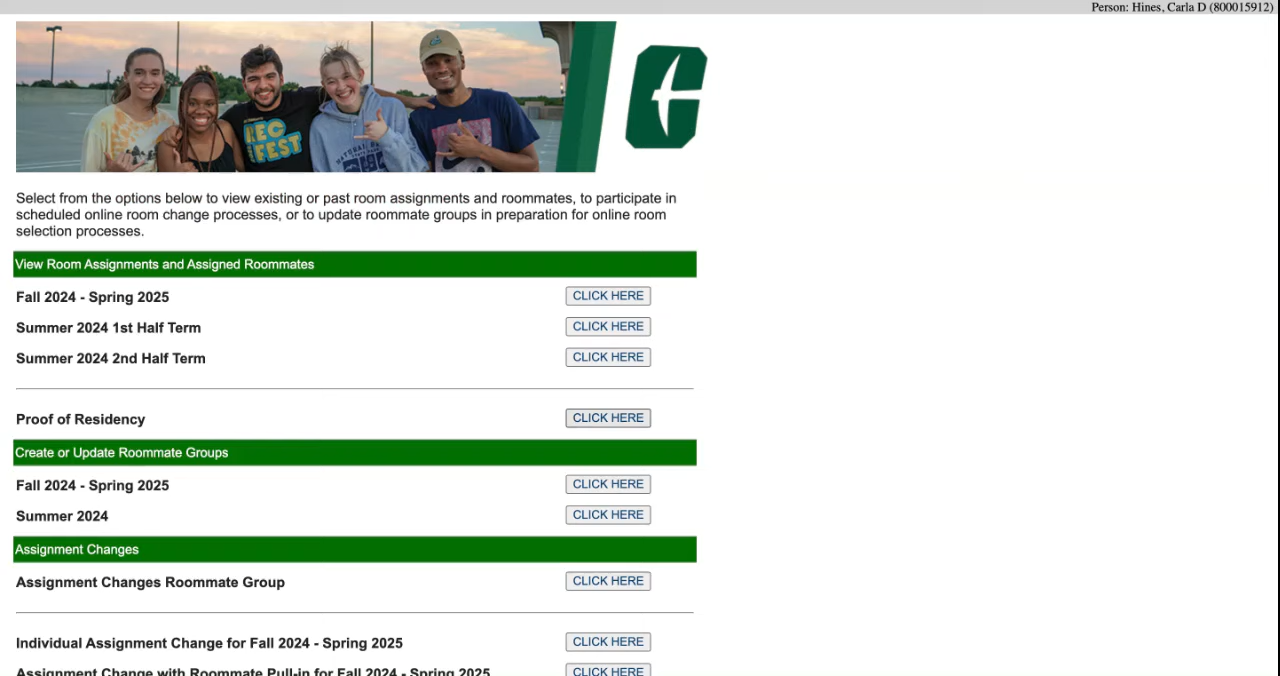 Person: Hines, Carla D (800015912)
REC
FIESTA
Select from the options below to view existing or past room assignments and roommates, to participate in
scheduled online room change processes, or to update roommate groups in preparation for online room
selection processes.
View Room Assignments and Assigned Roommates
Fall 2024 - Spring 2025 CLICK HERE
Summer 2024 1st Half Term CLICK HERE
Summer 2024 2nd Half Term CLICK HERE
Proof of Residency CLICK HERE
Create or Update Roommate Groups
Fall 2024 - Spring 2025 CLICK HERE
Summer 2024 CLICK HERE
Assignment Changes
Assignment Changes Roommate Group CLICK HERE
Individual Assignment Change for Fall 2024 - Spring 2025 CLICK HERE
Assignment Change with Roommate Pull-in for Fall 2024 - Spring 2025 CLICK HERE